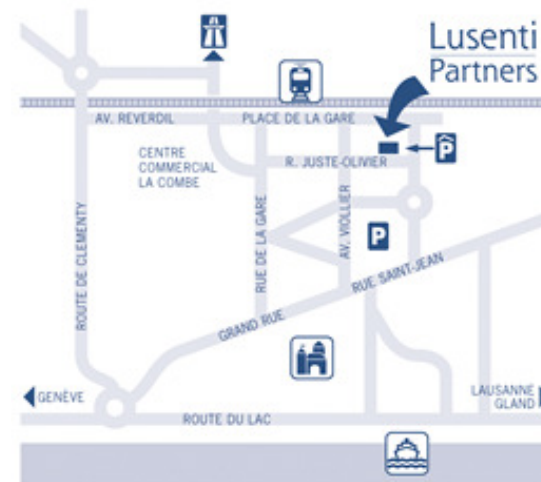 Lusenti
Partners
AV. REVERDIL
PLACE DE LA GARE
P
CENTRE
COMMERCIAL
LA COMBE
R. JUSTE-OLIVIER
ROUTE DE CLEMENTY
RUE DE LA GARE
AV. VIOLLIER
P
RUE SAINT-JEAN
GRAND RUE
GENÈVE
LAUSANNE
GLAND
ROUTE DU LAC